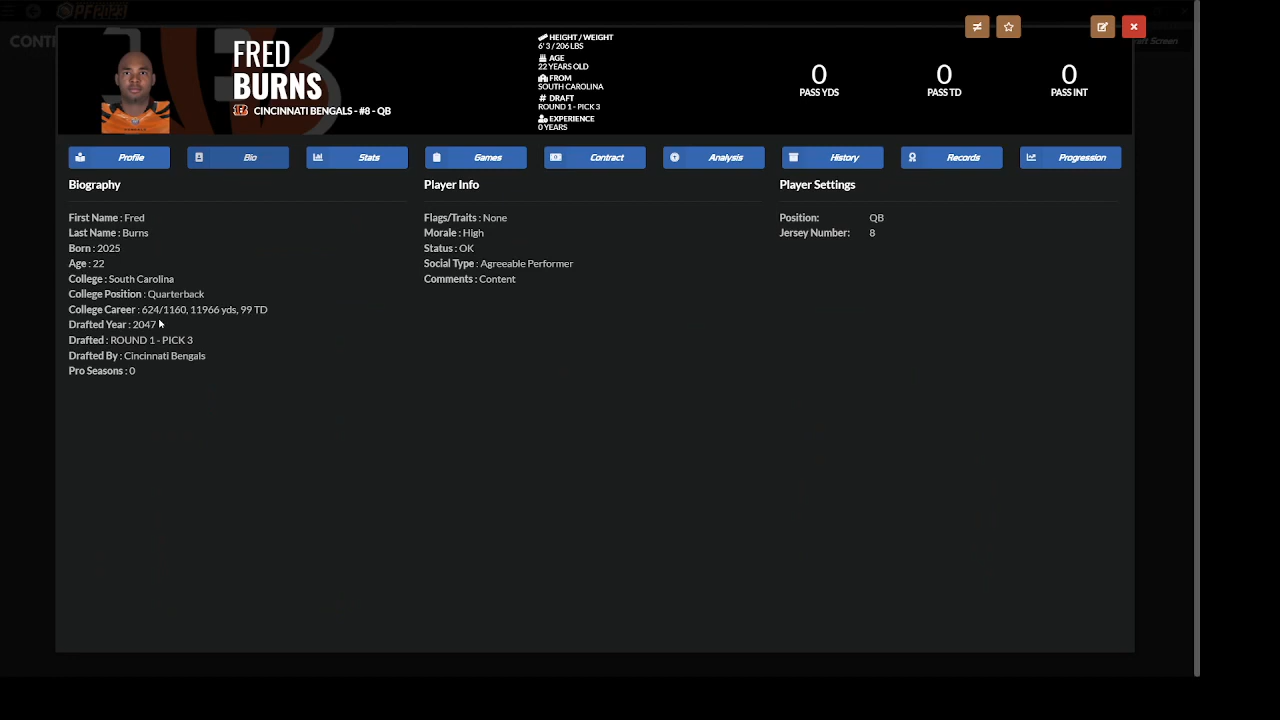 PF2023
FRED
BURNS
CINCINNATI BENGALS - #8 - QB
HEIGHT / WEIGHT
6' 3 / 206 LBS
AGE
22 YEARS OLD
FROM
SOUTH CAROLINA
DRAFT
ROUND 1 - PICK 3
EXPERIENCE
0 YEARS
0
PASS YDS
0
PASS TD
0
PASS INT
Profile
Bio
Stats
Games
Contract
Analysis
History
Records
Progression
Biography
First Name : Fred
Last Name : Burns
Born : 2025
Age : 22
College : South Carolina
College Position : Quarterback
College Career : 624/1160, 11966 yds, 99 TD
Drafted Year : 2047
Drafted : ROUND 1 - PICK 3
Drafted By : Cincinnati Bengals
Pro Seasons : 0
Player Info
Flags/Traits : None
Morale : High
Status : OK
Social Type : Agreeable Performer
Comments : Content
Player Settings
Position: QB
Jersey Number: 8